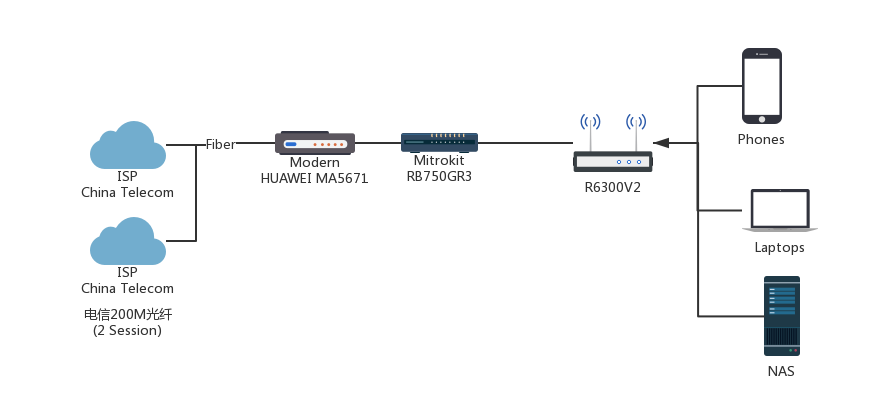 ISP
China Telecom
ISP
China Telecom
电信200M光纤
(2 Session)
Fiber
Modern
HUAWEI MA5671
Mitrokit
RB750GR3
R6300V2
Phones
Laptops
NAS